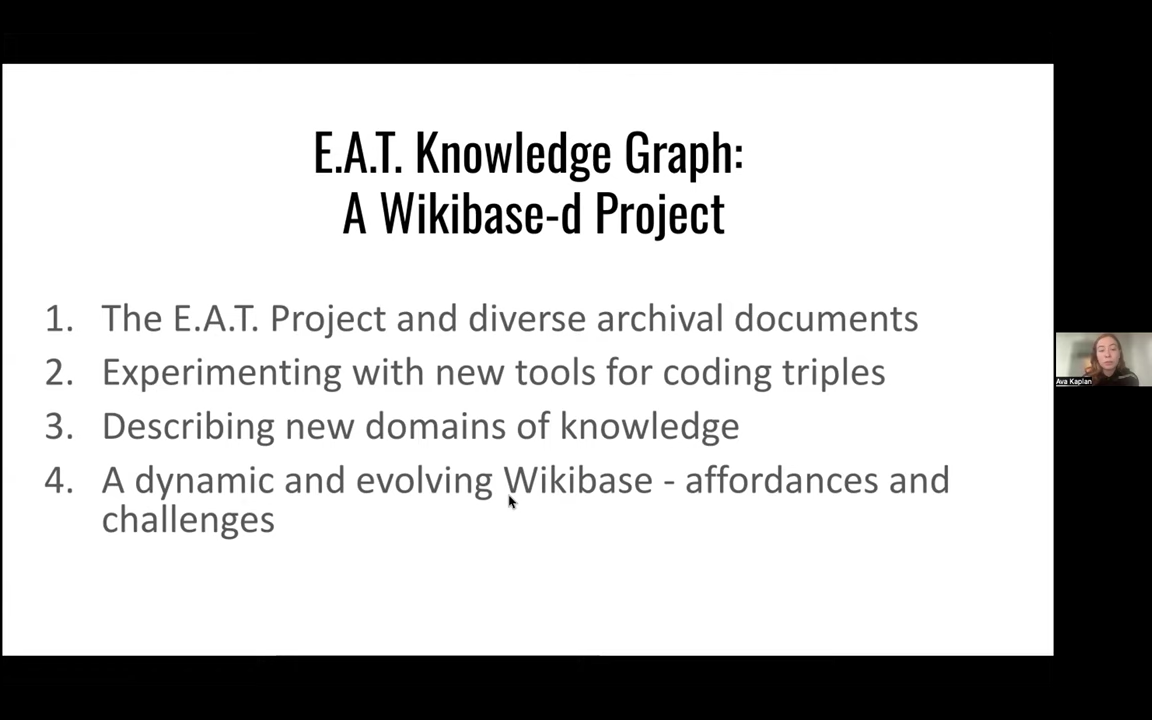 E.A.T. Knowledge Graph:
A Wikibase-d Project
1. The E.A.T. Project and diverse archival documents
2. Experimenting with new tools for coding triples
3. Describing new domains of knowledge
4. A dynamic and evolving Wikibase - affordances and
challenges
Ava Kaplan